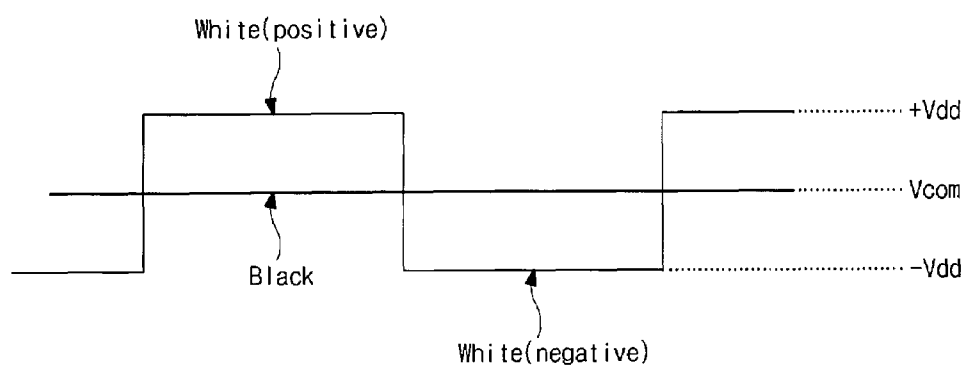 White(positive)
+Vdd
Vcom
Black
-Vdd
White(negative)